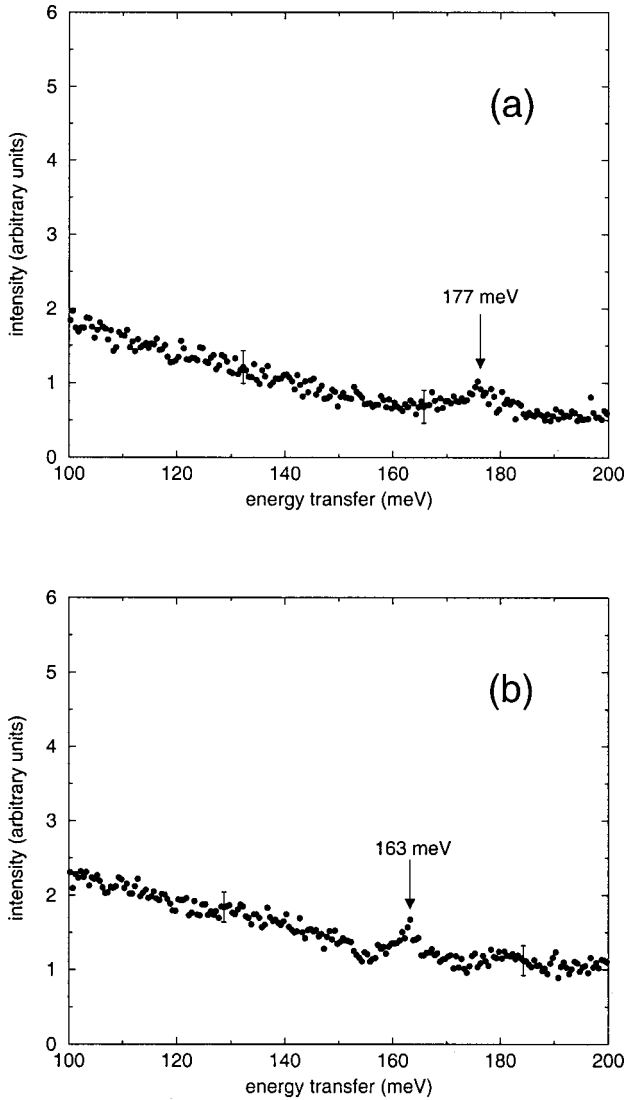 6
5
4
3
2
1
0
intensity (arbitrary units)
(a)
177 meV
100 120 140 160 180 200
energy transfer (meV)
6
5
4
3
2
1
0
intensity (arbitrary units)
(b)
163 meV
100 120 140 160 180 200
energy transfer (meV)